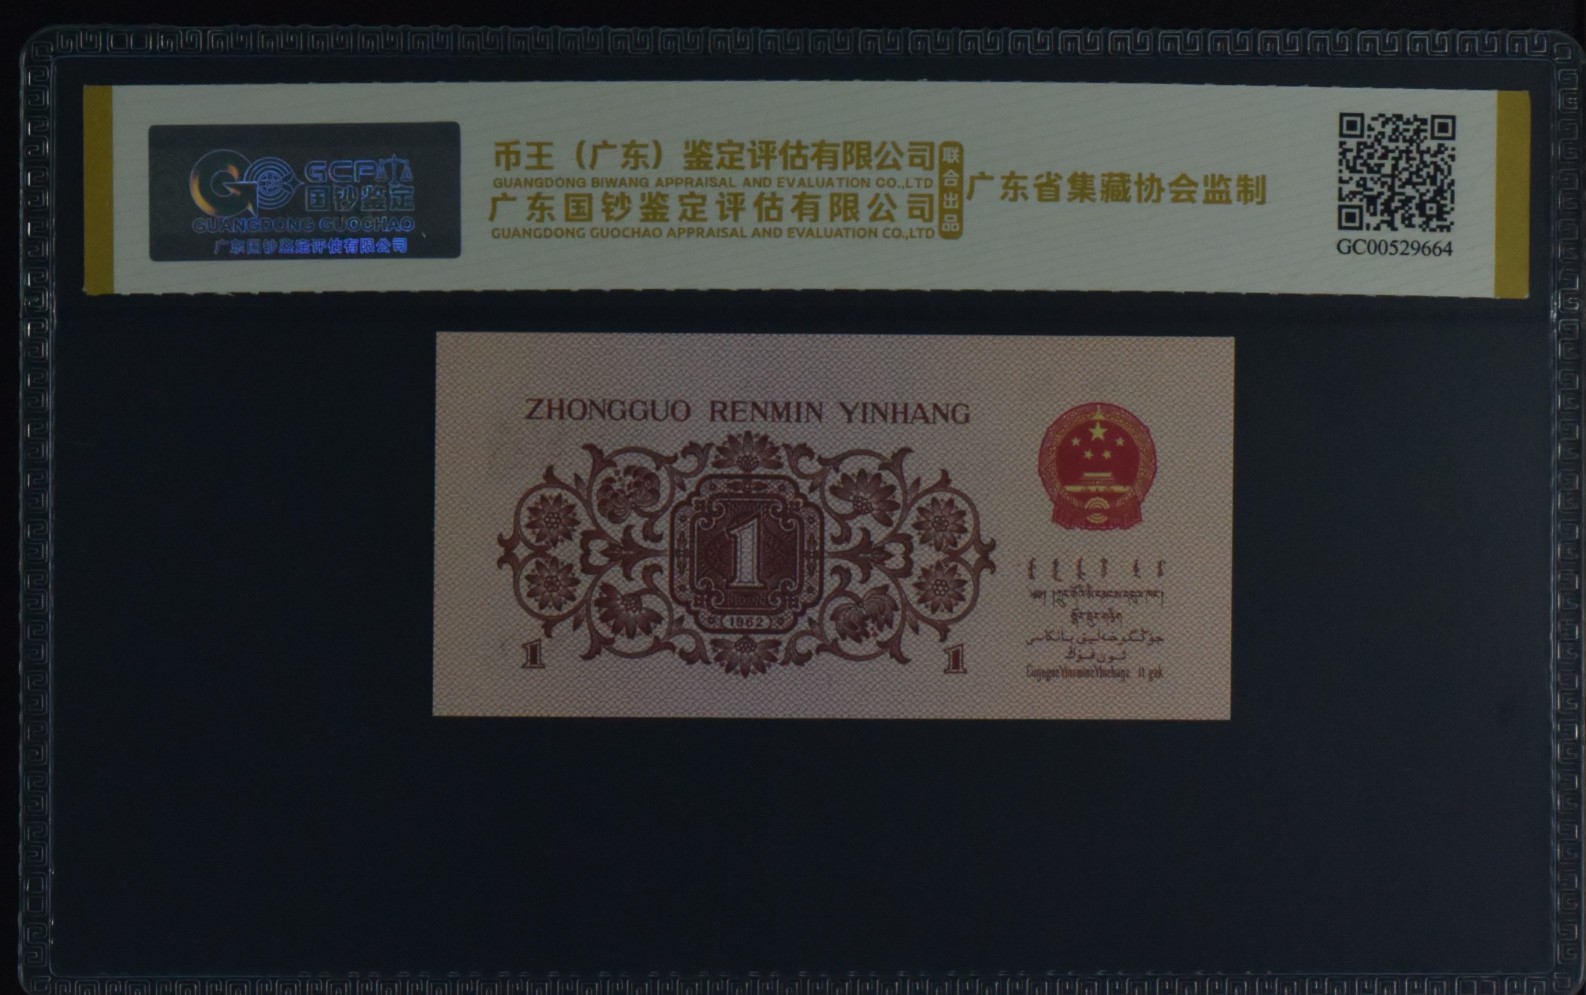 GCP
国钞鉴定
GUANGDONG GUOCHAO
广东国钞鉴定评估有限公司
币王（广东）鉴定评估有限公司
GUANGDONG BIWANG APPRAISAL AND EVALUATION CO.,LTD
广东国钞鉴定评估有限公司
GUANGDONG GUOCHAO APPRAISAL AND EVALUATION CO.,LTD
联合出品
广东省集藏协会监制
GC00529664
ZHONGGUO RENMIN YINHANG
1
1962
1
1